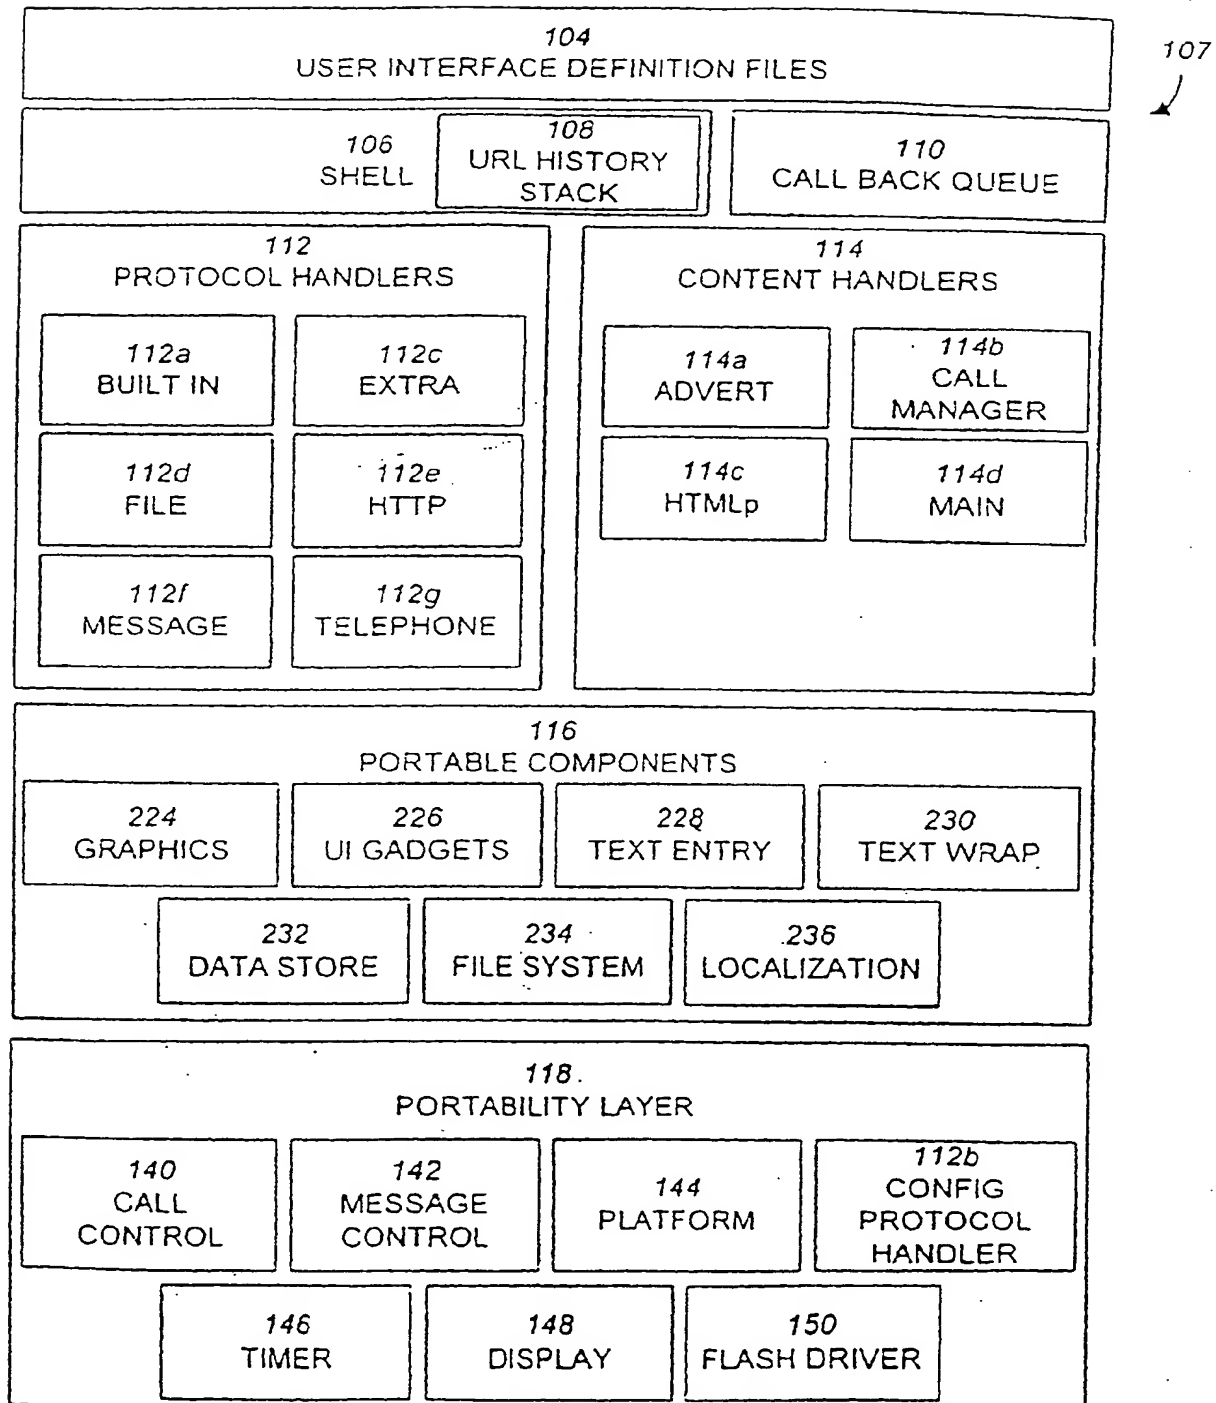 104
USER INTERFACE DEFINITION FILES
107
106
SHELL
108
URL HISTORY
STACK
110
CALL BACK QUEUE
112
PROTOCOL HANDLERS
112a
BUILT IN
112c
EXTRA
112d
FILE
112e
HTTP
112f
MESSAGE
112g
TELEPHONE
114
CONTENT HANDLERS
114a
ADVERT
114b
CALL
MANAGER
114c
HTMLp
114d
MAIN
116
PORTABLE COMPONENTS
224
GRAPHICS
226
UI GADGETS
228
TEXT ENTRY
230
TEXT WRAP
232
DATA STORE
234
FILE SYSTEM
236
LOCALIZATION
118
PORTABILITY LAYER
140
CALL
CONTROL
142
MESSAGE
CONTROL
144
PLATFORM
112b
CONFIG
PROTOCOL
HANDLER
146
TIMER
148
DISPLAY
150
FLASH DRIVER